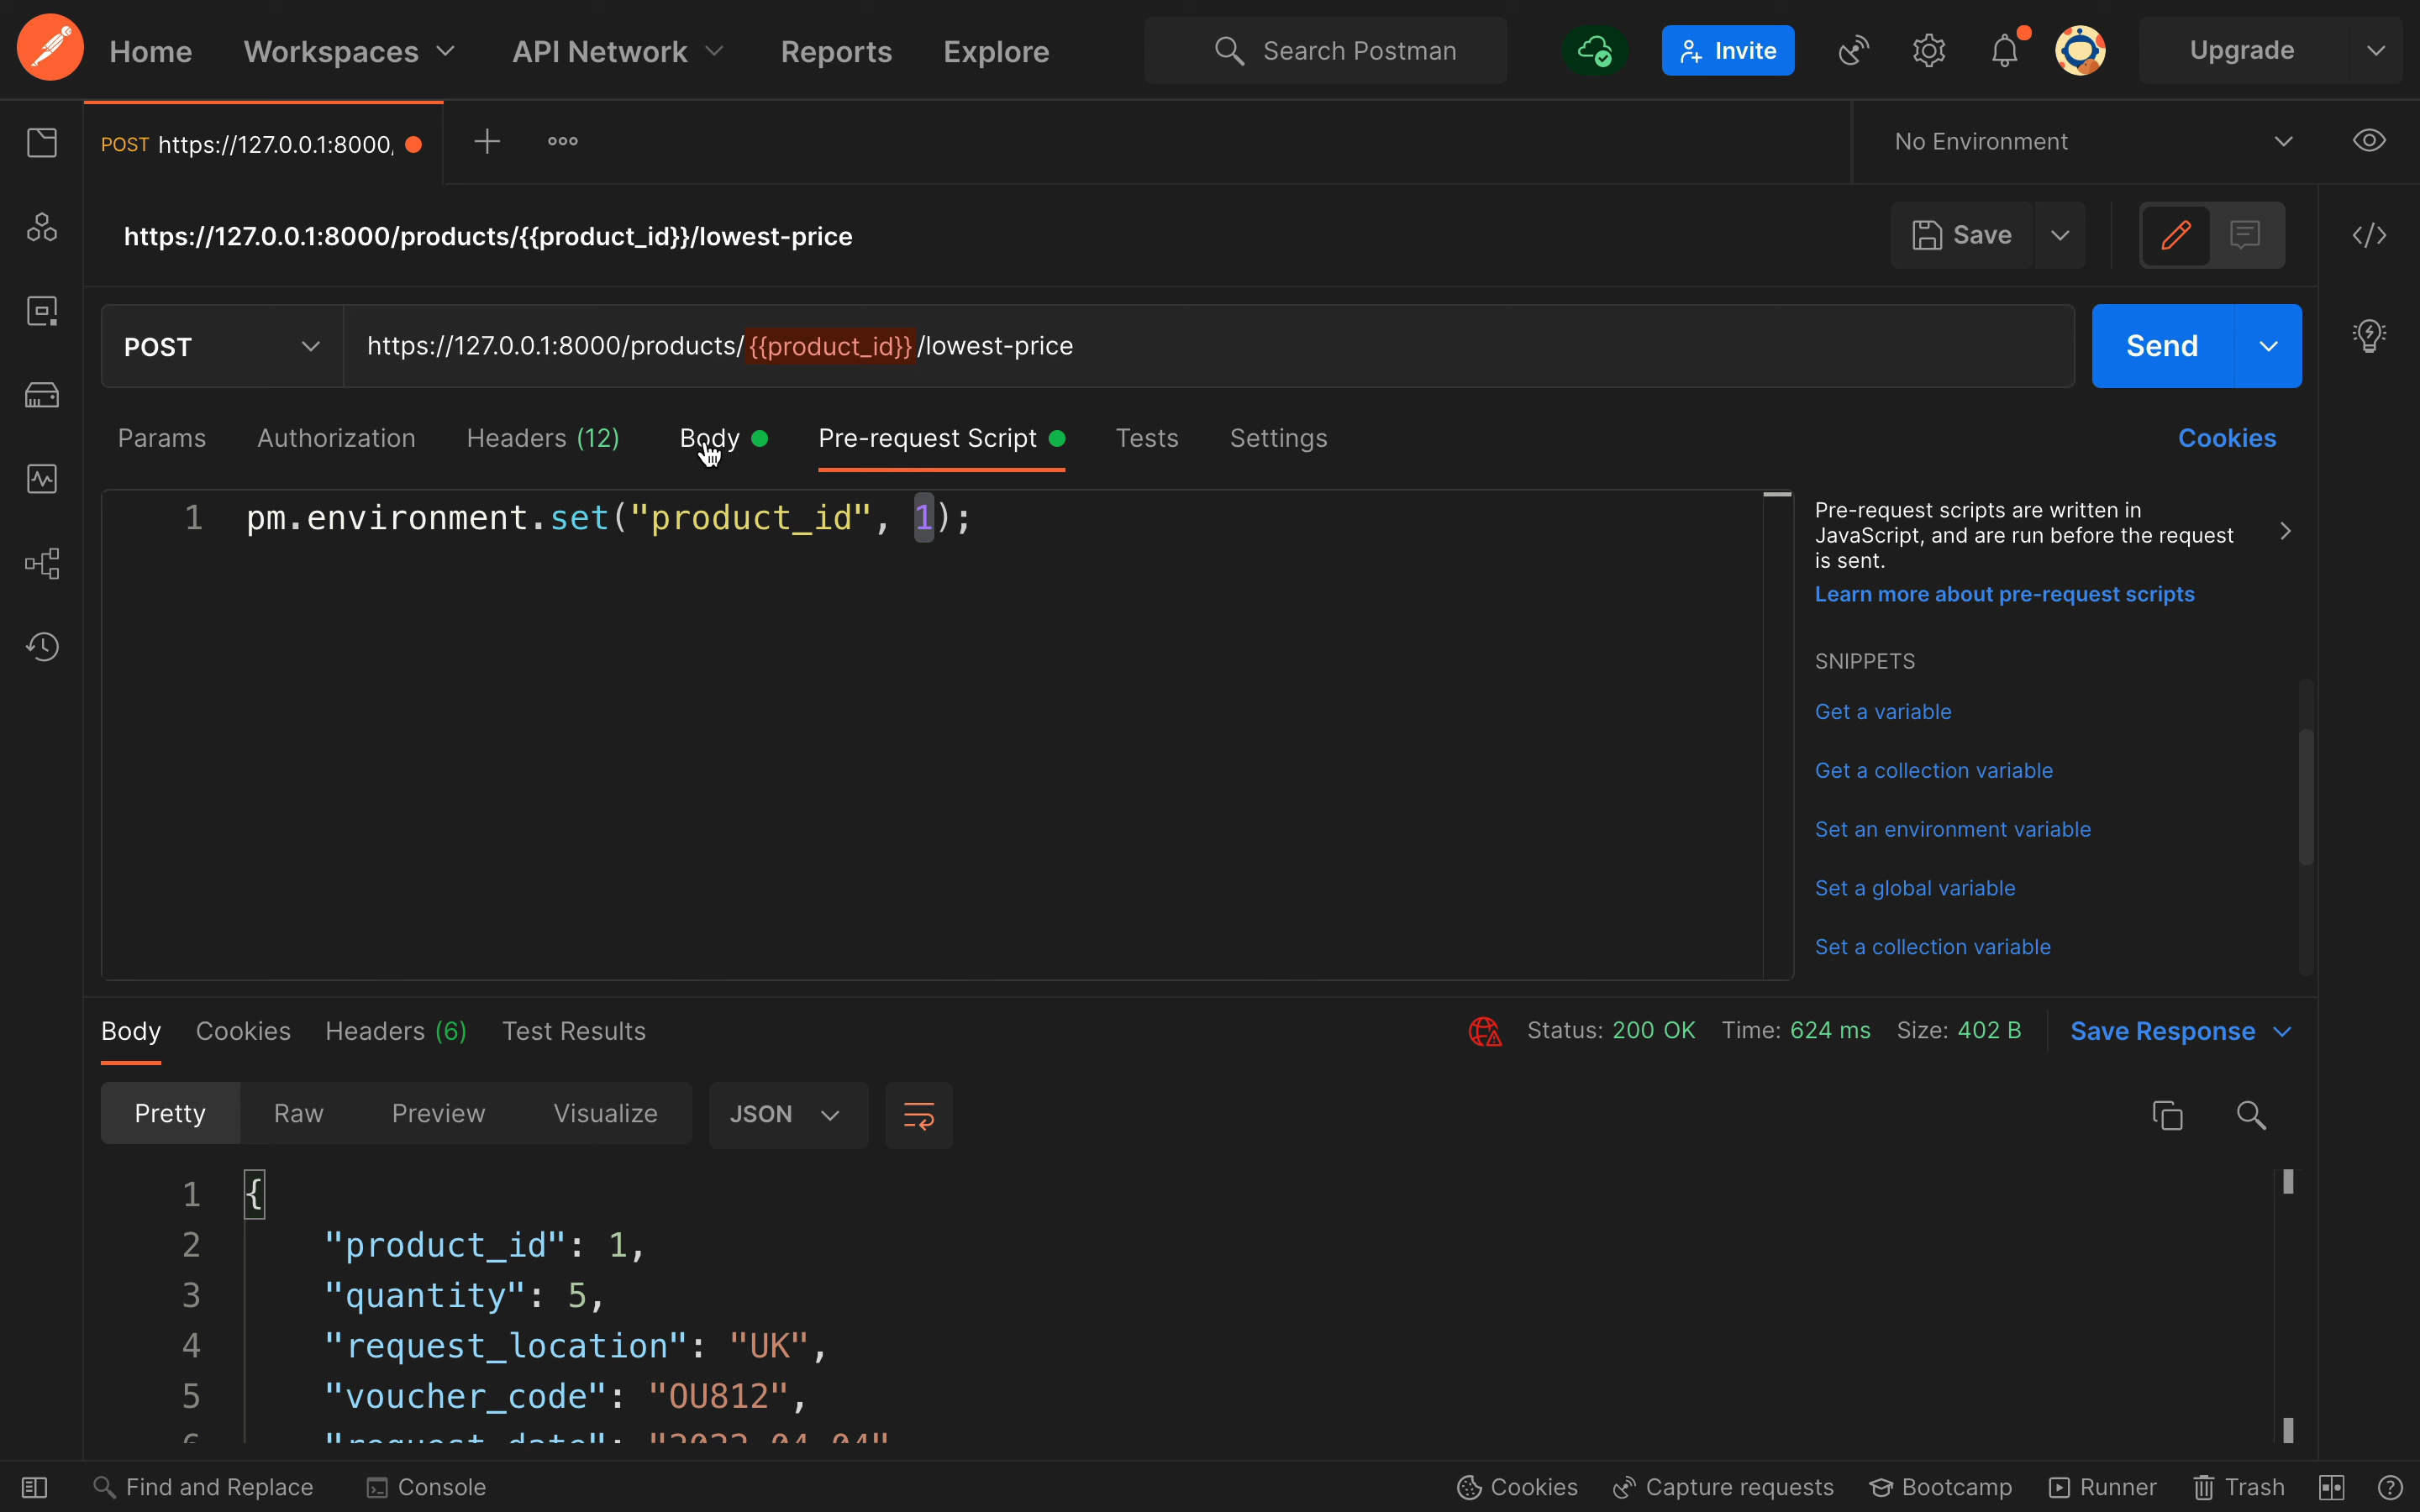 Home Workspaces API Network Reports Explore Search Postman Invite Upgrade
POST https://127.0.0.1:8000, No Environment
https://127.0.0.1:8000/products/{{product_id}}/lowest-price Save
POST https://127.0.0.1:8000/products/{{product_id}}/lowest-price Send
Params Authorization Headers (12) Body Pre-request Script Tests Settings Cookies
1 pm.environment.set("product_id", 1);
Pre-request scripts are written in
JavaScript, and are run before the request
is sent.
Learn more about pre-request scripts
SNIPPETS
Get a variable
Get a collection variable
Set an environment variable
Set a global variable
Set a collection variable
Body Cookies Headers (6) Test Results Status: 200 OK Time: 624 ms Size: 402 B Save Response
Pretty Raw Preview Visualize JSON
1 {
2 "product_id": 1,
3 "quantity": 5,
4 "request_location": "UK",
5 "voucher_code": "OU812",
6 "request_date": "2023-04-04"
Find and Replace Console Cookies Capture requests Bootcamp Runner Trash